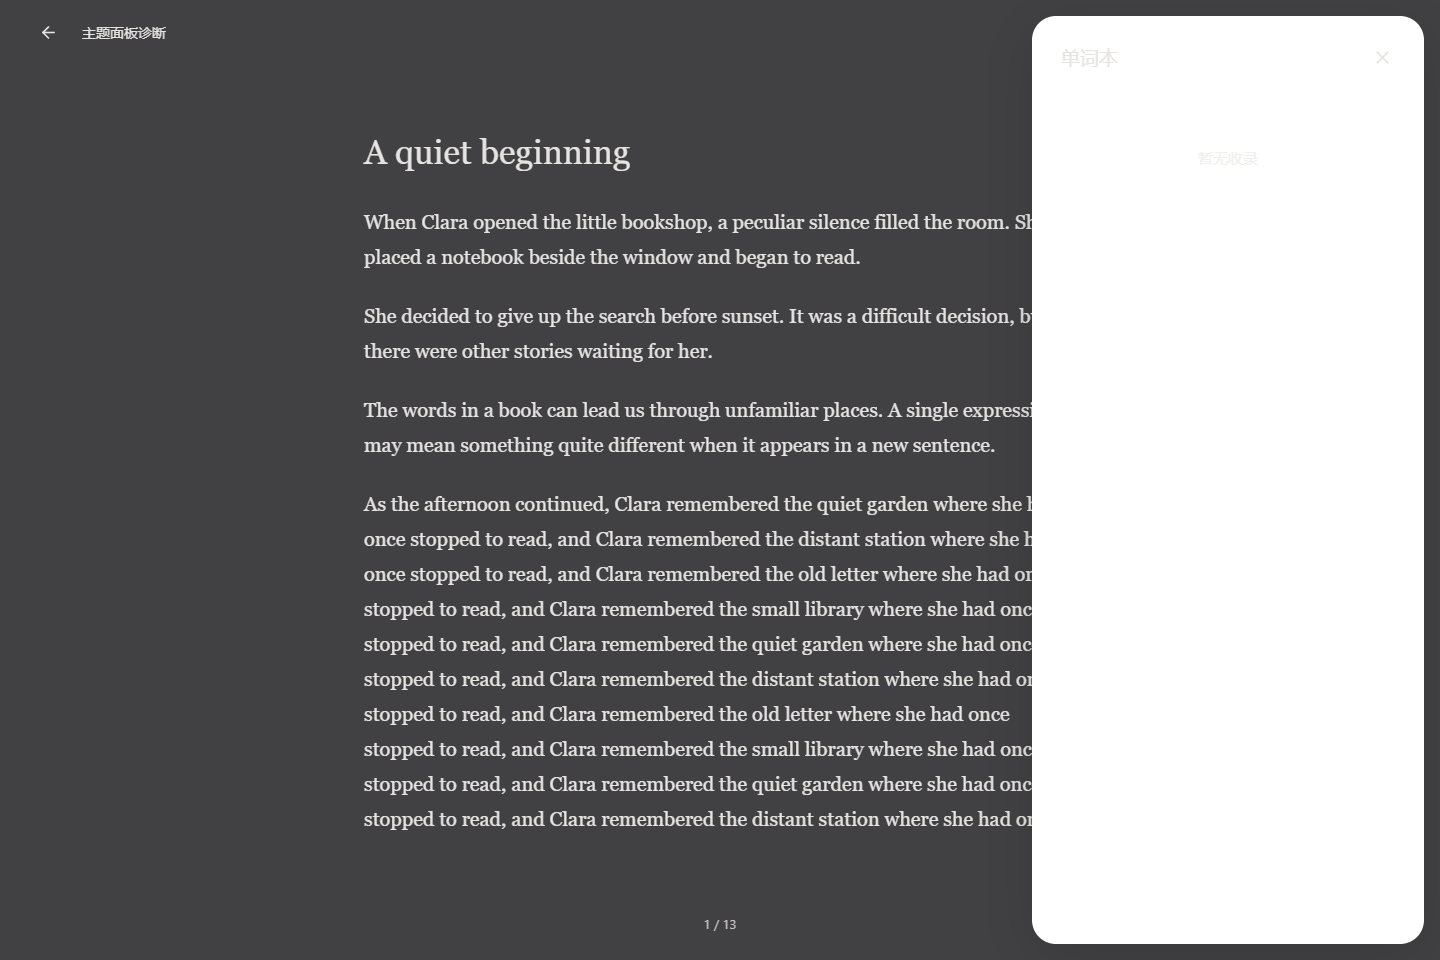 主题面板诊断
单词本
暂无收录
A quiet beginning
When Clara opened the little bookshop, a peculiar silence filled the room. Sh
placed a notebook beside the window and began to read.
She decided to give up the search before sunset. It was a difficult decision, b
there were other stories waiting for her.
The words in a book can lead us through unfamiliar places. A single expressi
may mean something quite different when it appears in a new sentence.
As the afternoon continued, Clara remembered the quiet garden where she h
once stopped to read, and Clara remembered the distant station where she h
once stopped to read, and Clara remembered the old letter where she had or
stopped to read, and Clara remembered the small library where she had onc
stopped to read, and Clara remembered the quiet garden where she had onc
stopped to read, and Clara remembered the distant station where she had or
stopped to read, and Clara remembered the old letter where she had once
stopped to read, and Clara remembered the small library where she had onc
stopped to read, and Clara remembered the quiet garden where she had onc
stopped to read, and Clara remembered the distant station where she had or
1 / 13